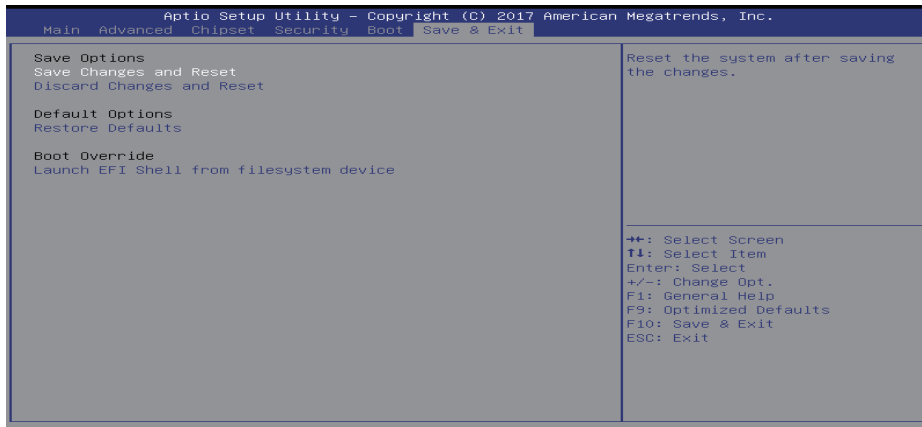 Aptio Setup Utility – Copyright (C) 2017 American Megatrends, Inc.
Main Advanced Chipset Security Boot Save & Exit
Save Options
Save Changes and Reset
Discard Changes and Reset
Default Options
Restore Defaults
Boot Override
Launch EFI Shell from filesystem device
Reset the system after saving
the changes.
→←: Select Screen
↑↓: Select Item
Enter: Select
+/-: Change Opt.
F1: General Help
F9: Optimized Defaults
F10: Save & Exit
ESC: Exit